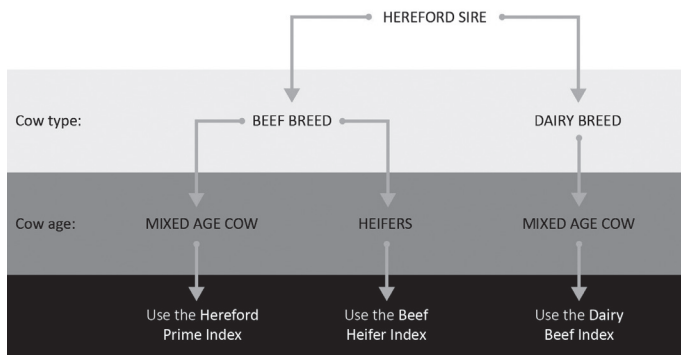 HEREFORD SIRE
Cow type:
BEEF BREED
DAIRY BREED
Cow age:
MIXED AGE COW
HEIFERS
MIXED AGE COW
Use the Hereford
Prime Index
Use the Beef
Heifer Index
Use the Dairy
Beef Index